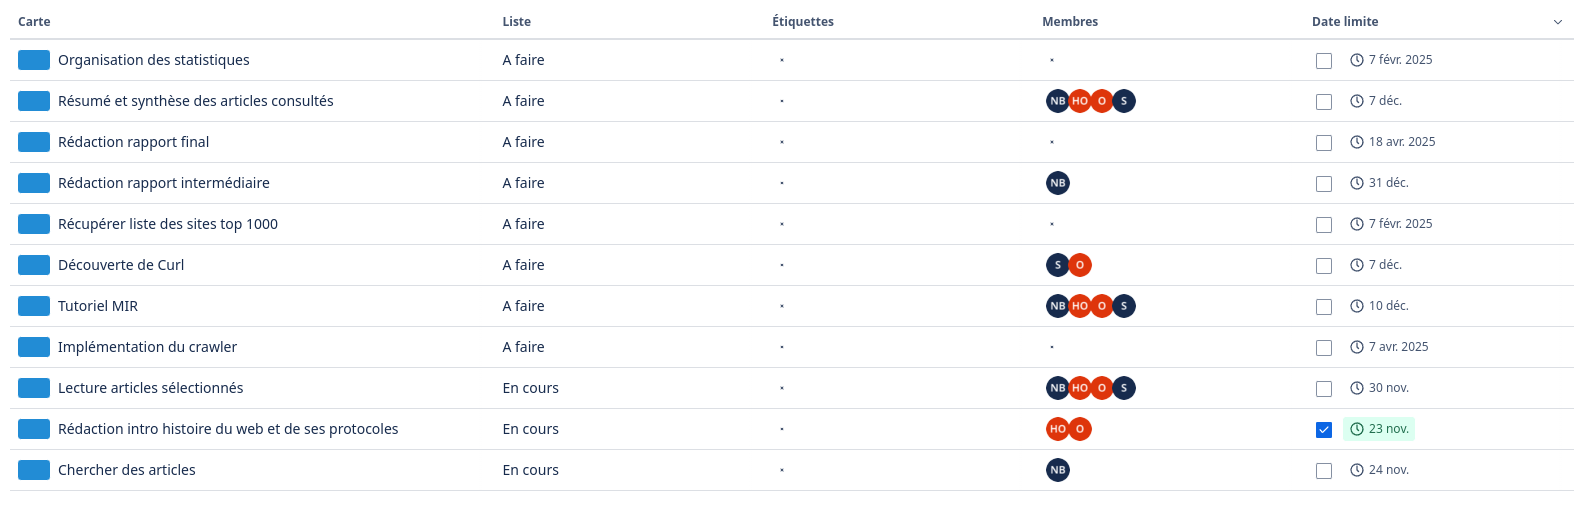 Carte Liste Étiquettes Membres Date limite
Organisation des statistiques A faire 7 févr. 2025
Résumé et synthèse des articles consultés A faire NB HO O S 7 déc.
Rédaction rapport final A faire 18 avr. 2025
Rédaction rapport intermédiaire A faire NB 31 déc.
Récupérer liste des sites top 1000 A faire 7 févr. 2025
Découverte de Curl A faire S O 7 déc.
Tutoriel MIR A faire NB HO O S 10 déc.
Implémentation du crawler A faire 7 avr. 2025
Lecture articles sélectionnés En cours NB HO O S 30 nov.
Rédaction intro histoire du web et de ses protocoles En cours HO O 23 nov.
Chercher des articles En cours NB 24 nov.